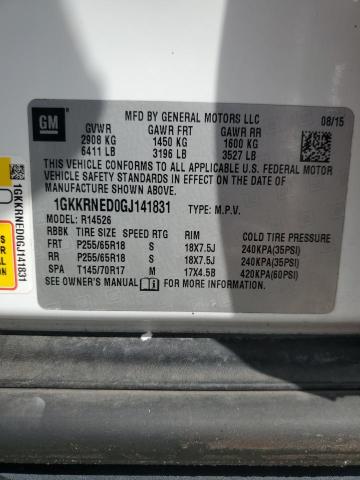 GM
MFD BY GENERAL MOTORS LLC
08/15
GVWR GAWR FRT GAWR RR
2908 KG 1450 KG 1600 KG
6411 LB 3196 LB 3527 LB
THIS VEHICLE CONFORMS TO ALL APPLICABLE U.S. FEDERAL MOTOR
VEHICLE SAFETY STANDARDS IN EFFECT ON THE DATE OF
MANUFACTURE SHOWN ABOVE.
1GKKRNED0GJ141831 TYPE: M.P.V.
MODEL: R14526
RBBK TIRE SIZE SPEED RTG RIM COLD TIRE PRESSURE
FRT P255/65R18 S 18X7.5J 240KPA(35PSI)
RR P255/65R18 S 18X7.5J 240KPA(35PSI)
SPA T145/70R17 M 17X4.5B 420KPA(60PSI)
SEE OWNER'S MANUAL FOR MORE INFORMATION.
1GKKRNED0GJ141831